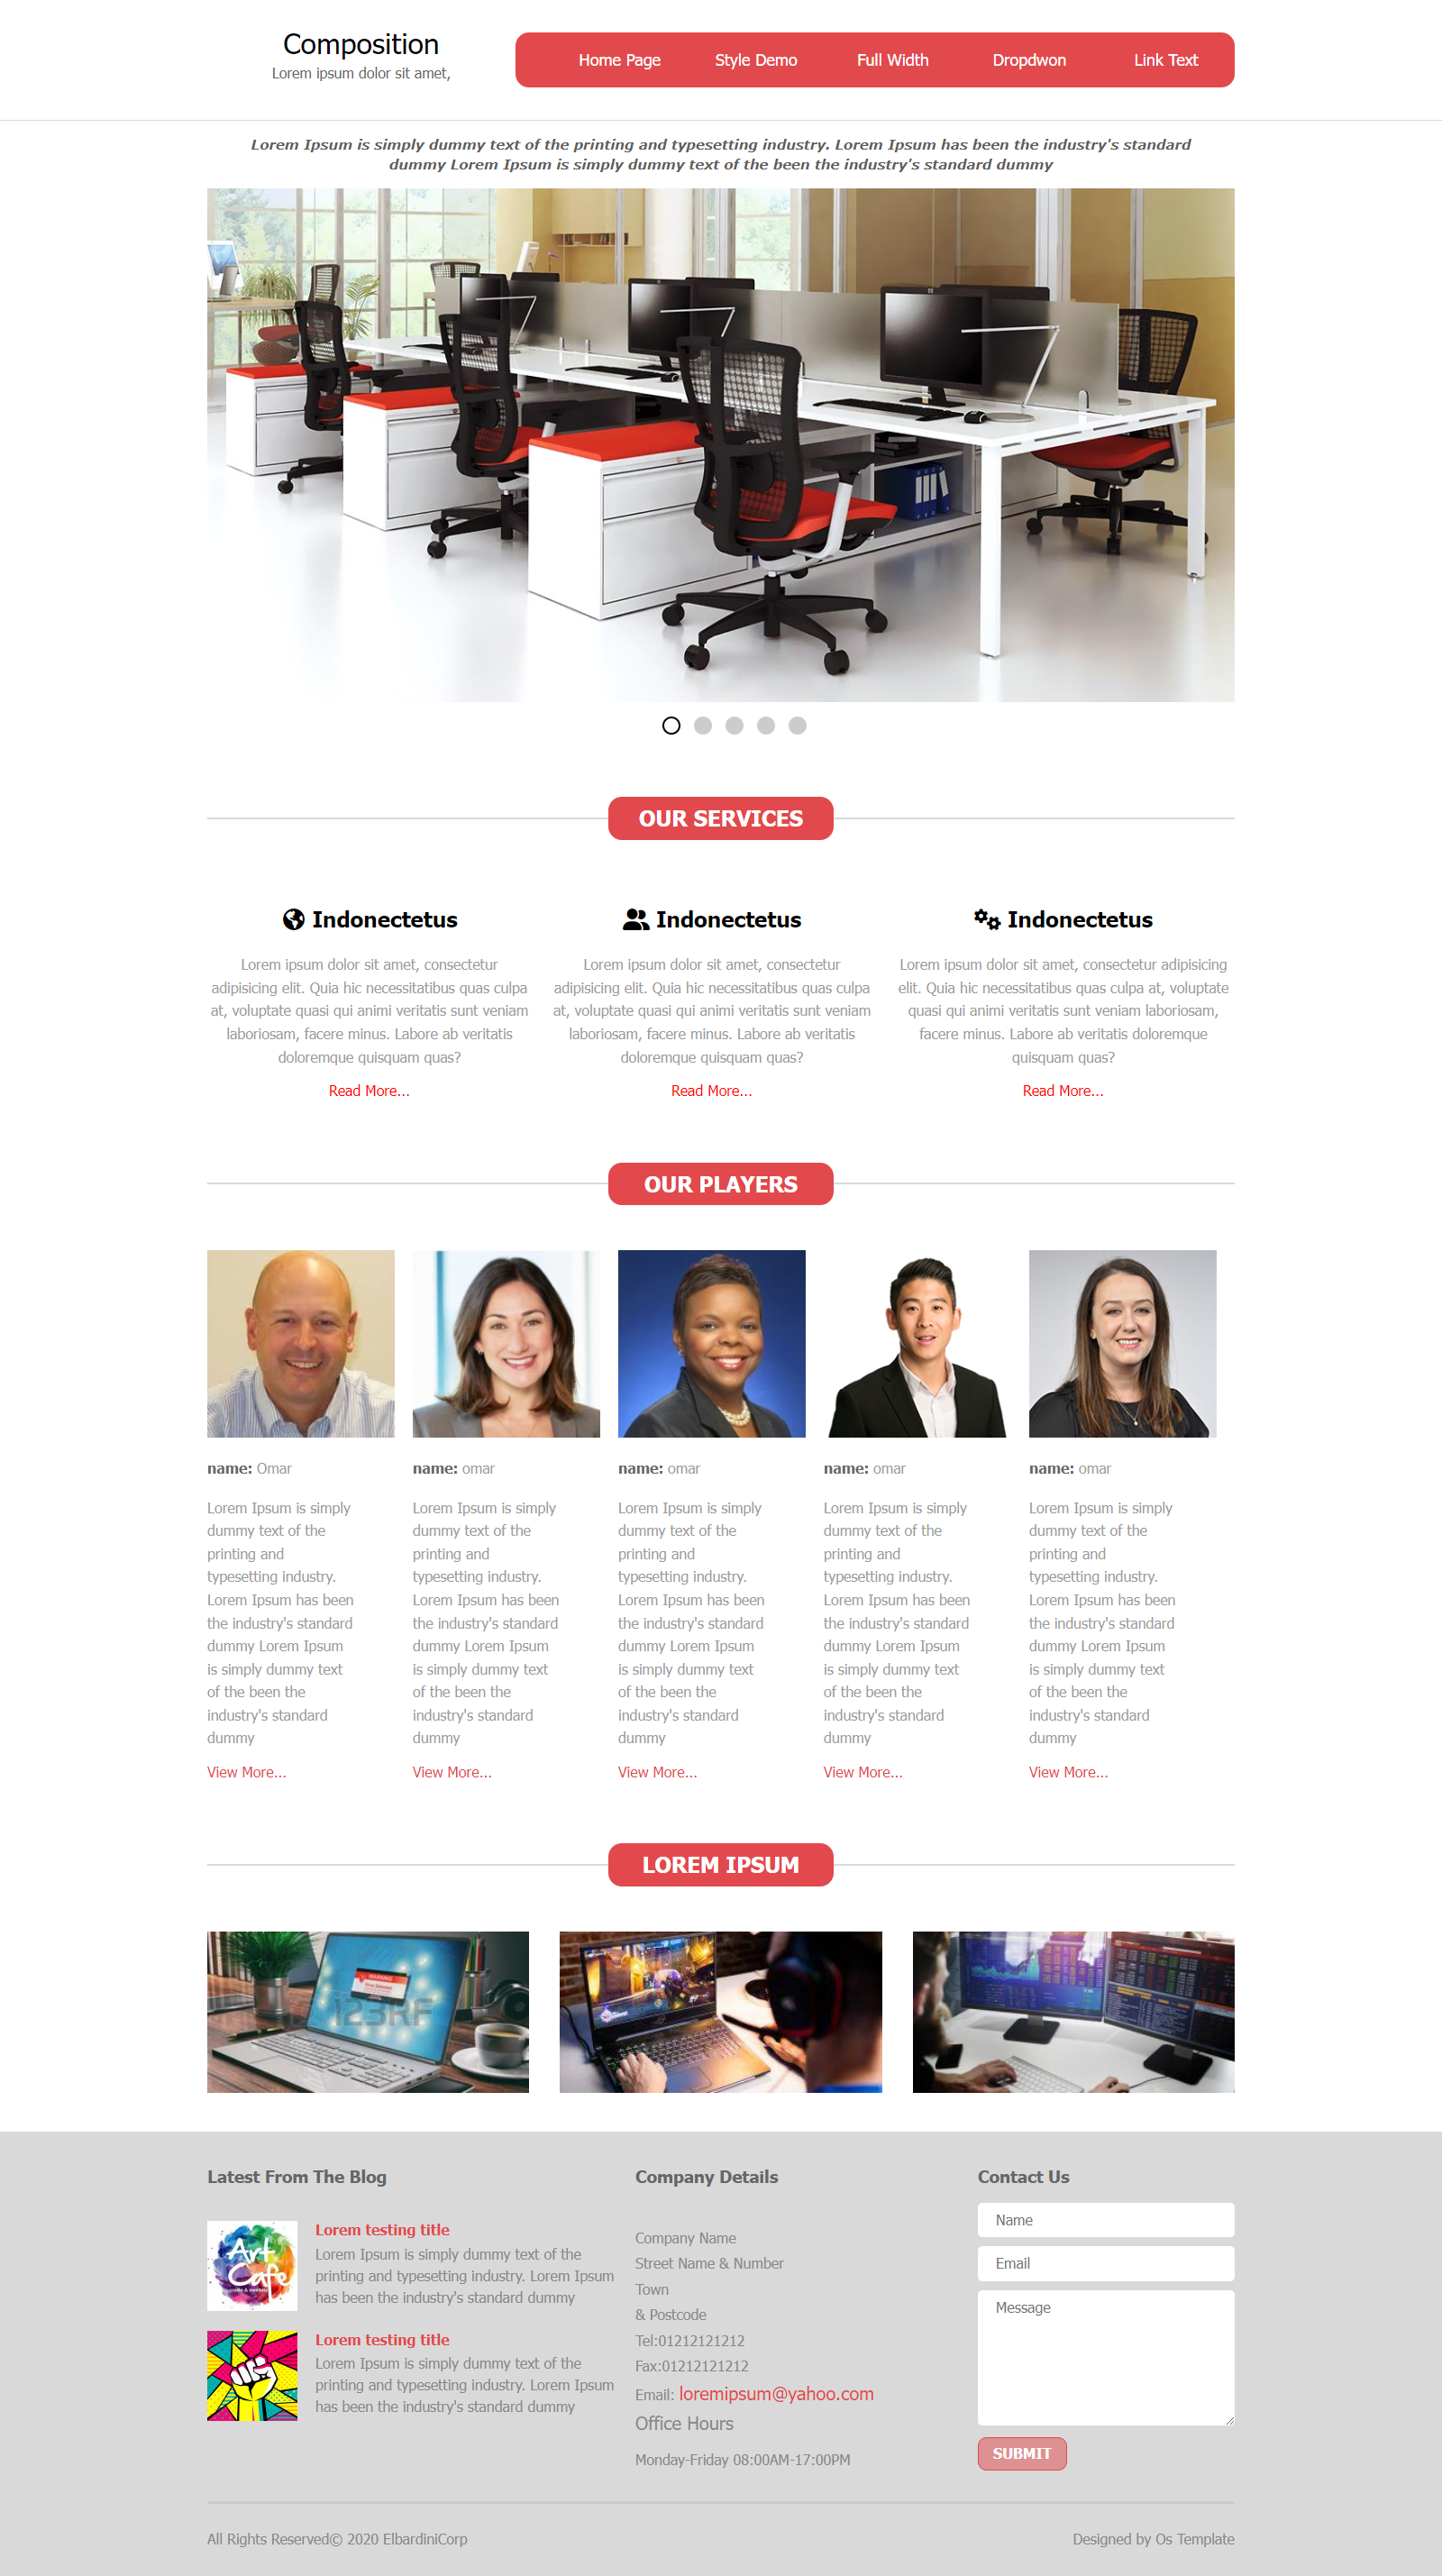 Composition
Lorem ipsum dolor sit amet,
Home Page
Style Demo
Full Width
Dropdwon
Link Text
Lorem Ipsum is simply dummy text of the printing and typesetting industry. Lorem Ipsum has been the industry's standard
dummy Lorem Ipsum is simply dummy text of the been the industry's standard dummy
OUR SERVICES
Indonectetus
Lorem ipsum dolor sit amet, consectetur
adipisicing elit. Quia hic necessitatibus quas culpa
at, voluptate quasi qui animi veritatis sunt veniam
laboriosam, facere minus. Labore ab veritatis
doloremque quisquam quas?
Read More...
Indonectetus
Lorem ipsum dolor sit amet, consectetur
adipisicing elit. Quia hic necessitatibus quas culpa
at, voluptate quasi qui animi veritatis sunt veniam
laboriosam, facere minus. Labore ab veritatis
doloremque quisquam quas?
Read More...
Indonectetus
Lorem ipsum dolor sit amet, consectetur adipisicing
elit. Quia hic necessitatibus quas culpa at, voluptate
quasi qui animi veritatis sunt veniam laboriosam,
facere minus. Labore ab veritatis doloremque
quisquam quas?
Read More...
OUR PLAYERS
name: Omar
Lorem Ipsum is simply
dummy text of the
printing and
typesetting industry.
Lorem Ipsum has been
the industry's standard
dummy Lorem Ipsum
is simply dummy text
of the been the
industry's standard
dummy
View More...
name: omar
Lorem Ipsum is simply
dummy text of the
printing and
typesetting industry.
Lorem Ipsum has been
the industry's standard
dummy Lorem Ipsum
is simply dummy text
of the been the
industry's standard
dummy
View More...
name: omar
Lorem Ipsum is simply
dummy text of the
printing and
typesetting industry.
Lorem Ipsum has been
the industry's standard
dummy Lorem Ipsum
is simply dummy text
of the been the
industry's standard
dummy
View More...
name: omar
Lorem Ipsum is simply
dummy text of the
printing and
typesetting industry.
Lorem Ipsum has been
the industry's standard
dummy Lorem Ipsum
is simply dummy text
of the been the
industry's standard
dummy
View More...
name: omar
Lorem Ipsum is simply
dummy text of the
printing and
typesetting industry.
Lorem Ipsum has been
the industry's standard
dummy Lorem Ipsum
is simply dummy text
of the been the
industry's standard
dummy
View More...
LOREM IPSUM
WARNING
123RF
Latest From The Blog
Art
Cafe
Lorem testing title
Lorem Ipsum is simply dummy text of the
printing and typesetting industry. Lorem Ipsum
has been the industry's standard dummy
Lorem testing title
Lorem Ipsum is simply dummy text of the
printing and typesetting industry. Lorem Ipsum
has been the industry's standard dummy
Company Details
Company Name
Street Name & Number
Town
& Postcode
Tel:01212121212
Fax:01212121212
Email: loremipsum@yahoo.com
Office Hours
Monday-Friday 08:00AM-17:00PM
Contact Us
Name
Email
Message
SUBMIT
All Rights Reserved© 2020 ElbardiniCorp
Designed by Os Template